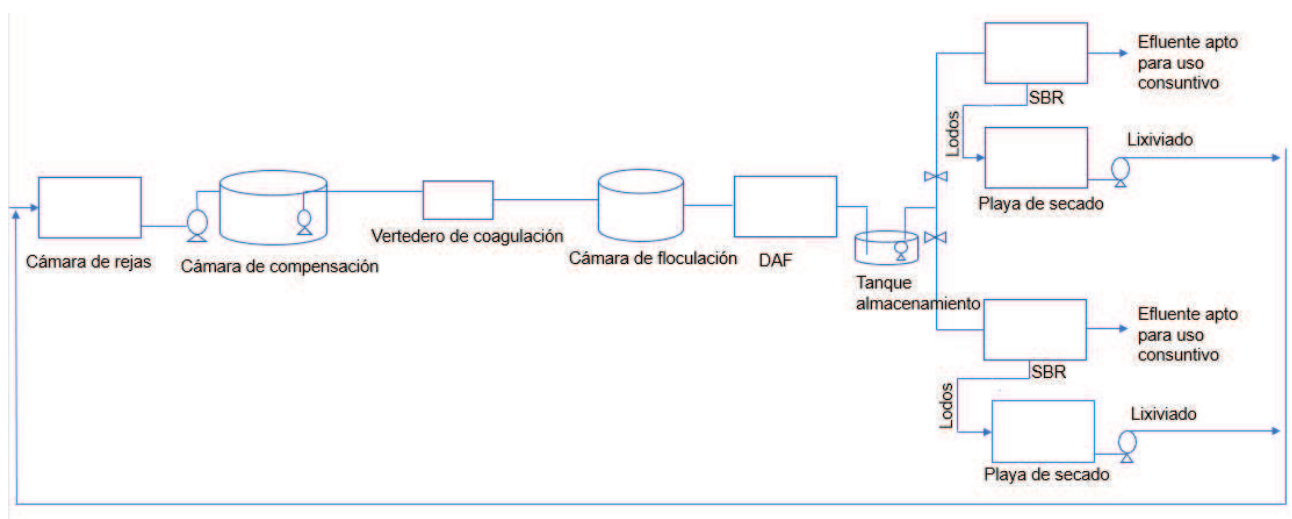 Efluente apto
para uso
consuntivo
SBR
Lodos
Lixiviado
Playa de secado
Cámara de rejas
Cámara de compensación
Vertedero de coagulación
Cámara de floculación
DAF
Tanque
almacenamiento
Efluente apto
para uso
consuntivo
SBR
Lodos
Lixiviado
Playa de secado